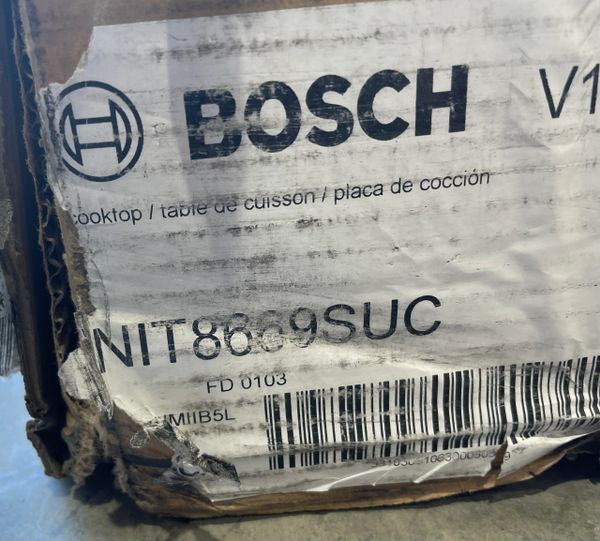 BOSCH V1
cooktop / table de cuisson / placa de cocción
NIT8669SUC
FD 0103